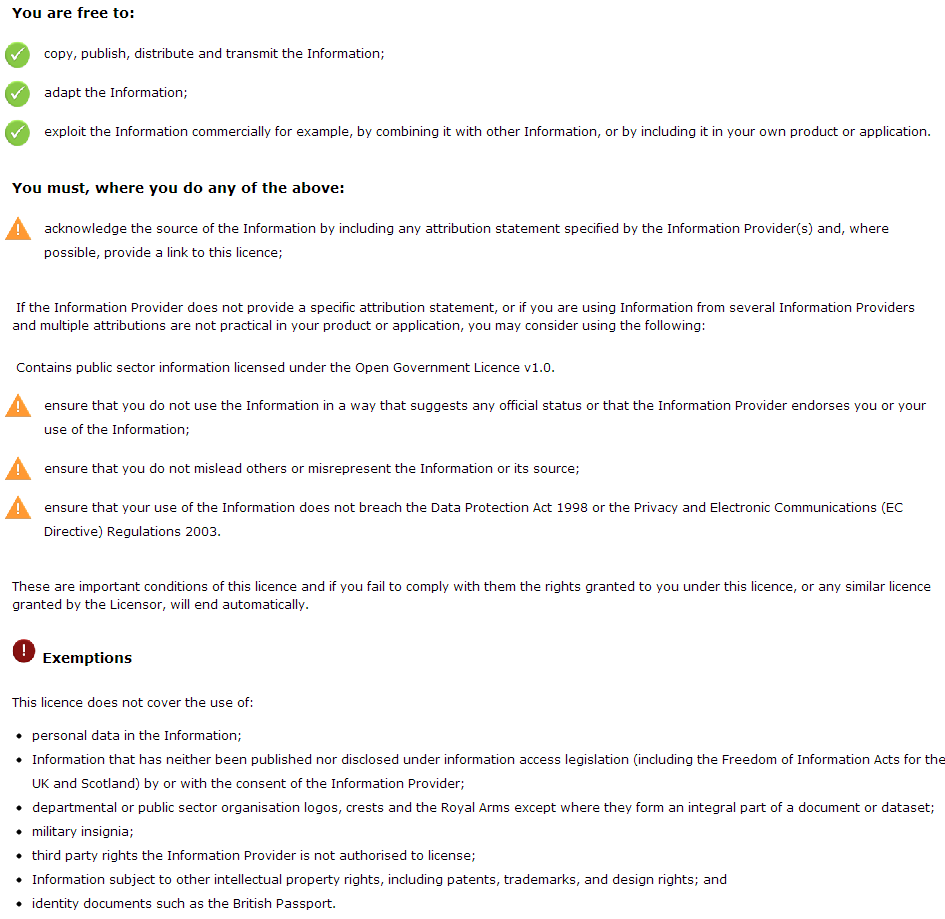 You are free to:
copy, publish, distribute and transmit the Information;
adapt the Information;
exploit the Information commercially for example, by combining it with other Information, or by including it in your own product or application.
You must, where you do any of the above:
acknowledge the source of the Information by including any attribution statement specified by the Information Provider(s) and, where
possible, provide a link to this licence;
If the Information Provider does not provide a specific attribution statement, or if you are using Information from several Information Providers
and multiple attributions are not practical in your product or application, you may consider using the following:
Contains public sector information licensed under the Open Government Licence v1.0.
ensure that you do not use the Information in a way that suggests any official status or that the Information Provider endorses you or your
use of the Information;
ensure that you do not mislead others or misrepresent the Information or its source;
ensure that your use of the Information does not breach the Data Protection Act 1998 or the Privacy and Electronic Communications (EC
Directive) Regulations 2003.
These are important conditions of this licence and if you fail to comply with them the rights granted to you under this licence, or any similar licence
granted by the Licensor, will end automatically.
Exemptions
This licence does not cover the use of:
• personal data in the Information;
• Information that has neither been published nor disclosed under information access legislation (including the Freedom of Information Acts for the
UK and Scotland) by or with the consent of the Information Provider;
• departmental or public sector organisation logos, crests and the Royal Arms except where they form an integral part of a document or dataset;
• military insignia;
• third party rights the Information Provider is not authorised to license;
• Information subject to other intellectual property rights, including patents, trademarks, and design rights; and
• identity documents such as the British Passport.